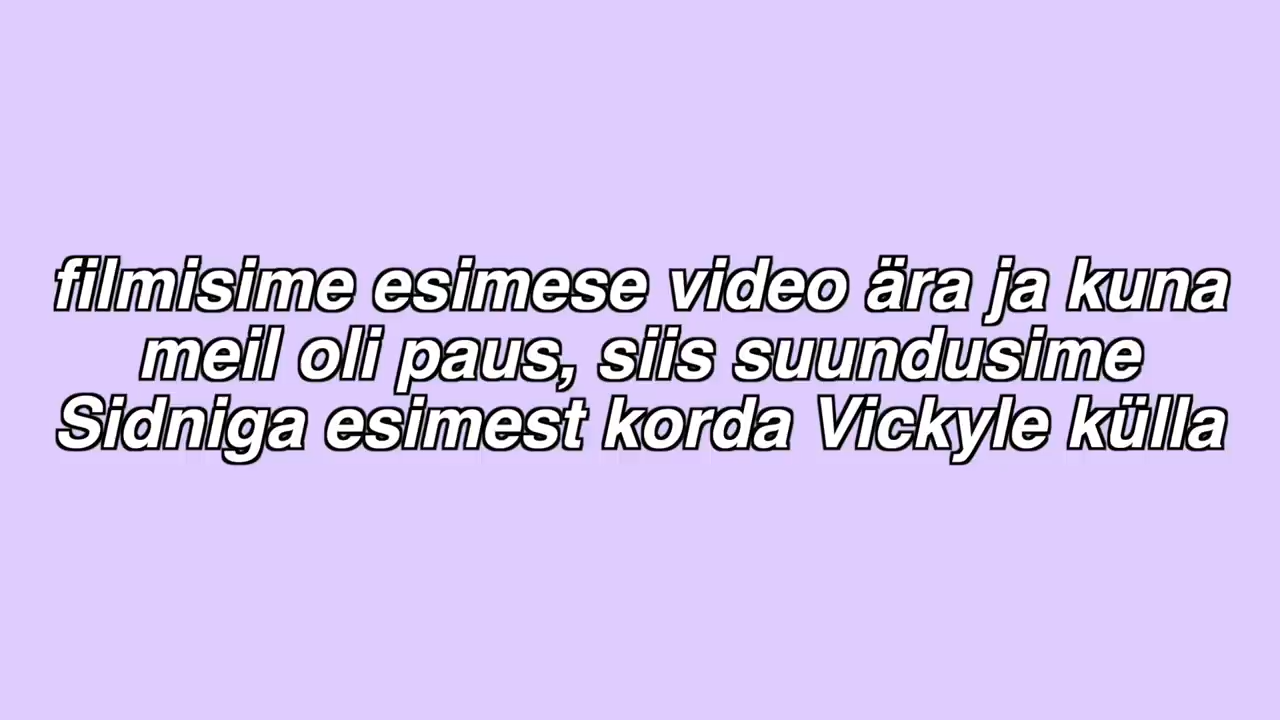 filmisime esimese video ära ja kuna
meil oli paus, siis suundusime
Sidniga esimest korda Vickyle külla